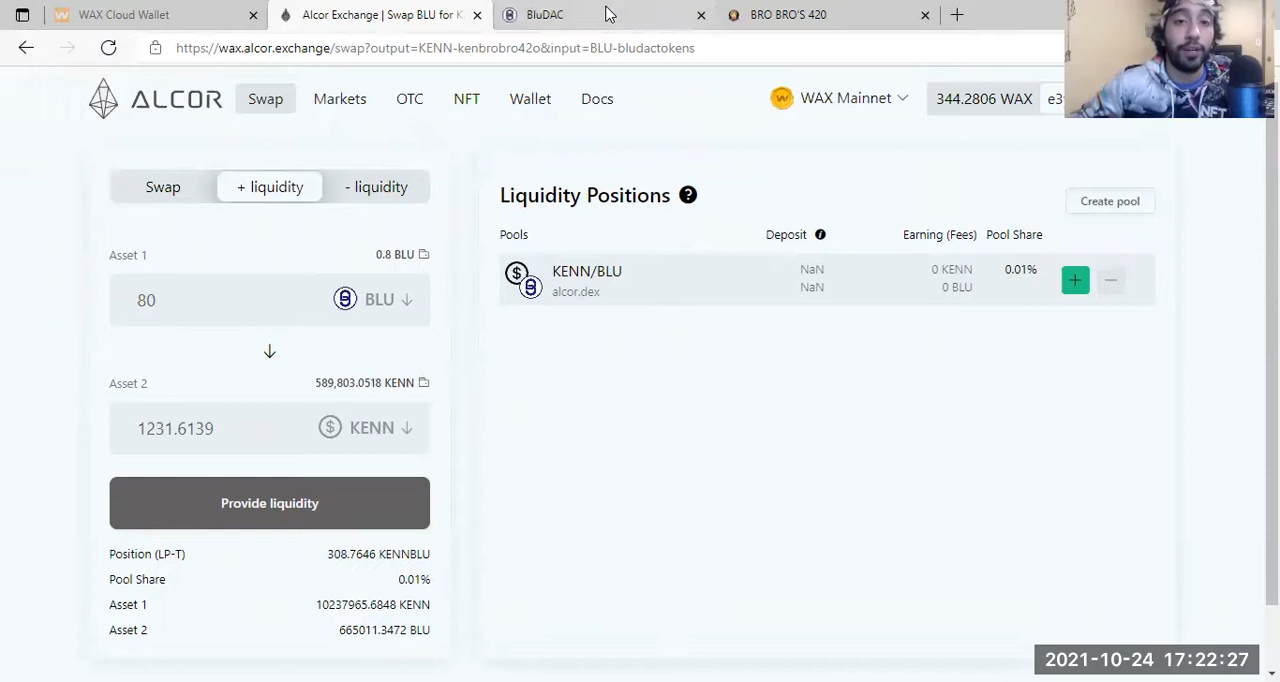 WAX Cloud Wallet
Alcor Exchange | Swap BLU for K
BluDAC
BRO BRO'S 420
https://wax.alcor.exchange/swap?output=KENN-kenbrobro42o&input=BLU-bludactokens
ALCOR
Swap
Markets
OTC
NFT
Wallet
Docs
WAX Mainnet
344.2806 WAX
NFT
Swap
+ liquidity
- liquidity
Asset 1
0.8 BLU
80
BLU
Asset 2
589,803.0518 KENN
1231.6139
KENN
Provide liquidity
Position (LP-T)
308.7646 KENNBLU
Pool Share
0.01%
Asset 1
10237965.6848 KENN
Asset 2
665011.3472 BLU
Liquidity Positions
Create pool
Pools
Deposit
Earning (Fees)
Pool Share
KENN/BLU
alcor.dex
NaN
NaN
0 KENN
0 BLU
0.01%
2021-10-24 17:22:27